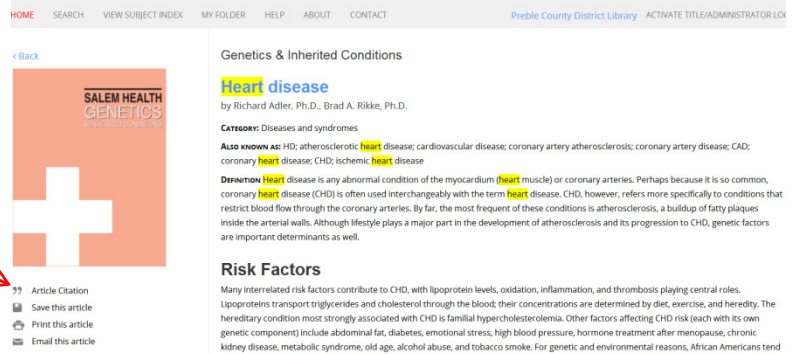 HOME SEARCH VIEW SUBJECT INDEX MY FOLDER HELP ABOUT CONTACT Preble County District Library ACTIVATE TITLE/ADMINISTRATOR LOG
< Back
SALEM HEALTH
GENETICS
& INHERITED CONDITIONS
Article Citation
Save this article
Print this article
Email this article
Genetics & Inherited Conditions
Heart disease
by Richard Adler, Ph.D., Brad A. Rikke, Ph.D.
CATEGORY: Diseases and syndromes
ALSO KNOWN AS: HD; atherosclerotic heart disease; cardiovascular disease; coronary artery atherosclerosis; coronary artery disease; CAD;
coronary heart disease; CHD; ischemic heart disease
DEFINITION Heart disease is any abnormal condition of the myocardium (heart muscle) or coronary arteries. Perhaps because it is so common,
coronary heart disease (CHD) is often used interchangeably with the term heart disease. CHD, however, refers more specifically to conditions that
restrict blood flow through the coronary arteries. By far, the most frequent of these conditions is atherosclerosis, a buildup of fatty plaques
inside the arterial walls. Although lifestyle plays a major part in the development of atherosclerosis and its progression to CHD, genetic factors
are important determinants as well.
Risk Factors
Many interrelated risk factors contribute to CHD, with lipoprotein levels, oxidation, inflammation, and thrombosis playing central roles.
Lipoproteins transport triglycerides and cholesterol through the blood; their concentrations are determined by diet, exercise, and heredity. The
hereditary condition most strongly associated with CHD is familial hypercholesterolemia. Other factors affecting CHD risk (each with its own
genetic component) include abdominal fat, diabetes, emotional stress, high blood pressure, hormone treatment after menopause, chronic
kidney disease, metabolic syndrome, old age, alcohol abuse, and tobacco smoke. For genetic and environmental reasons, African Americans tend